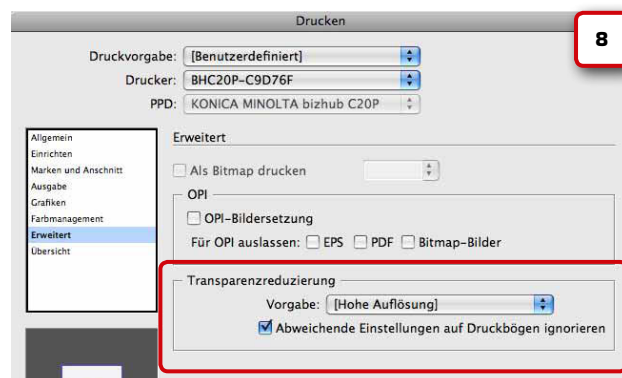 Drucken
8
Druckvorgabe: [Benutzerdefiniert]
Drucker: BHC20P-C9D76F
PPD: KONICA MINOLTA bizhub C20P
Allgemein
Einrichten
Marken und Anschnitt
Ausgabe
Grafiken
Farbmanagement
Erweitert
Übersicht
Erweitert
Als Bitmap drucken
OPI
OPI-Bildersetzung
Für OPI auslassen: EPS PDF Bitmap-Bilder
Transparenzreduzierung
Vorgabe: [Hohe Auflösung]
Abweichende Einstellungen auf Druckbögen ignorieren